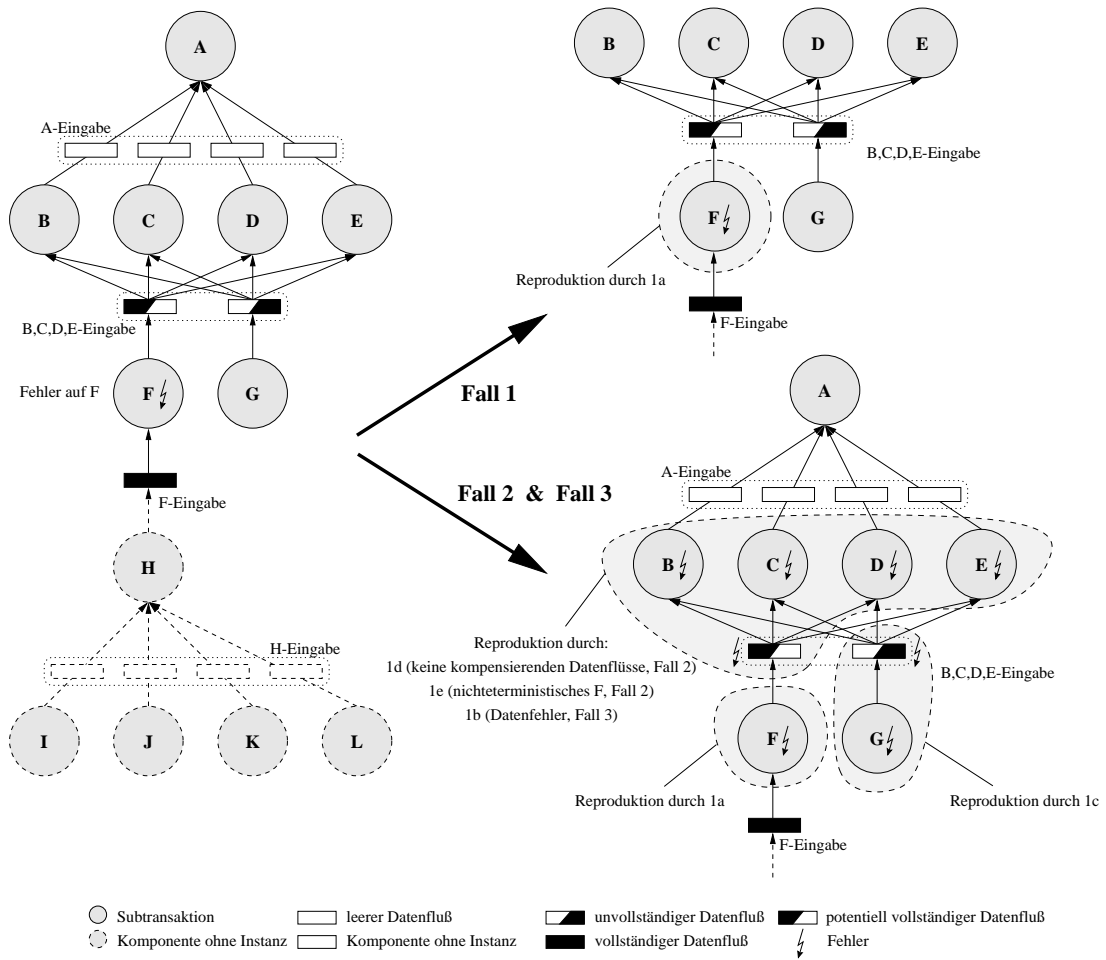 A
A-Eingabe
B
C
D
E
B,C,D,E-Eingabe
Fehler auf F
F
G
F-Eingabe
H
H-Eingabe
I
J
K
L
Fall 1
Fall 2 & Fall 3
B
C
D
E
B,C,D,E-Eingabe
F
G
Reproduktion durch 1a
F-Eingabe
A
A-Eingabe
B
C
D
E
Reproduktion durch:
1d (keine kompensierenden Datenflüsse, Fall 2)
1e (nichteterministisches F, Fall 2)
1b (Datenfehler, Fall 3)
B,C,D,E-Eingabe
F
G
Reproduktion durch 1a
Reproduktion durch 1c
F-Eingabe
Subtransaktion
leerer Datenfluß
unvollständiger Datenfluß
potentiell vollständiger Datenfluß
Komponente ohne Instanz
Komponente ohne Instanz
vollständiger Datenfluß
Fehler